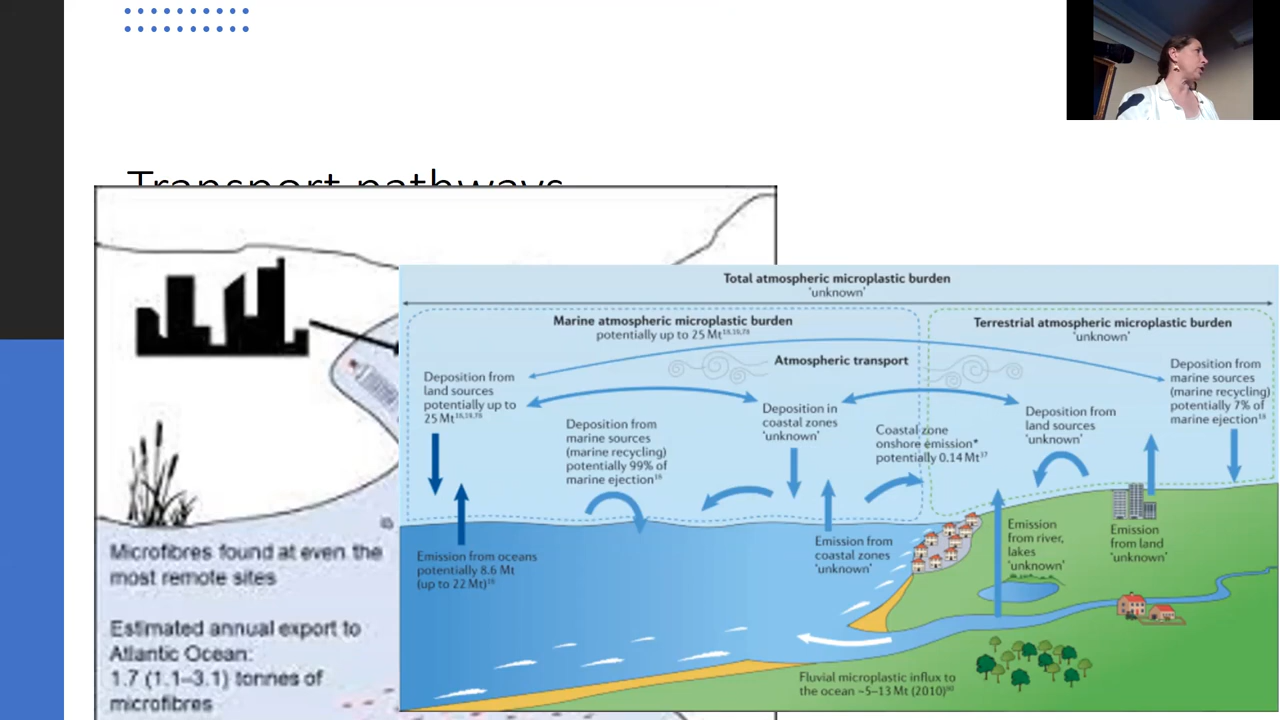 Transport pathways
Total atmospheric microplastic burden
'unknown'
Marine atmospheric microplastic burden
potentially up to 25 Mt
Terrestrial atmospheric microplastic burden
'unknown'
Atmospheric transport
Deposition from
land sources
potentially up to
25 Mt
Deposition from
marine sources
(marine recycling)
potentially 99% of
marine ejection
Deposition in
coastal zones
'unknown'
Coastal zone
onshore emission*
potentially 0.14 Mt
Deposition from
land sources
'unknown'
Deposition from
marine sources
(marine recycling)
potentially 7% of
marine ejection
Emission from oceans
potentially 8.6 Mt
(up to 22 Mt)
Emission from
coastal zones
'unknown'
Emission
from river,
lakes
'unknown'
Emission
from land
'unknown'
Fluvial microplastic influx to
the ocean ~5–13 Mt (2010)
Microfibres found at even the
most remote sites
Estimated annual export to
Atlantic Ocean:
1.7 (1.1–3.1) tonnes of
microfibres